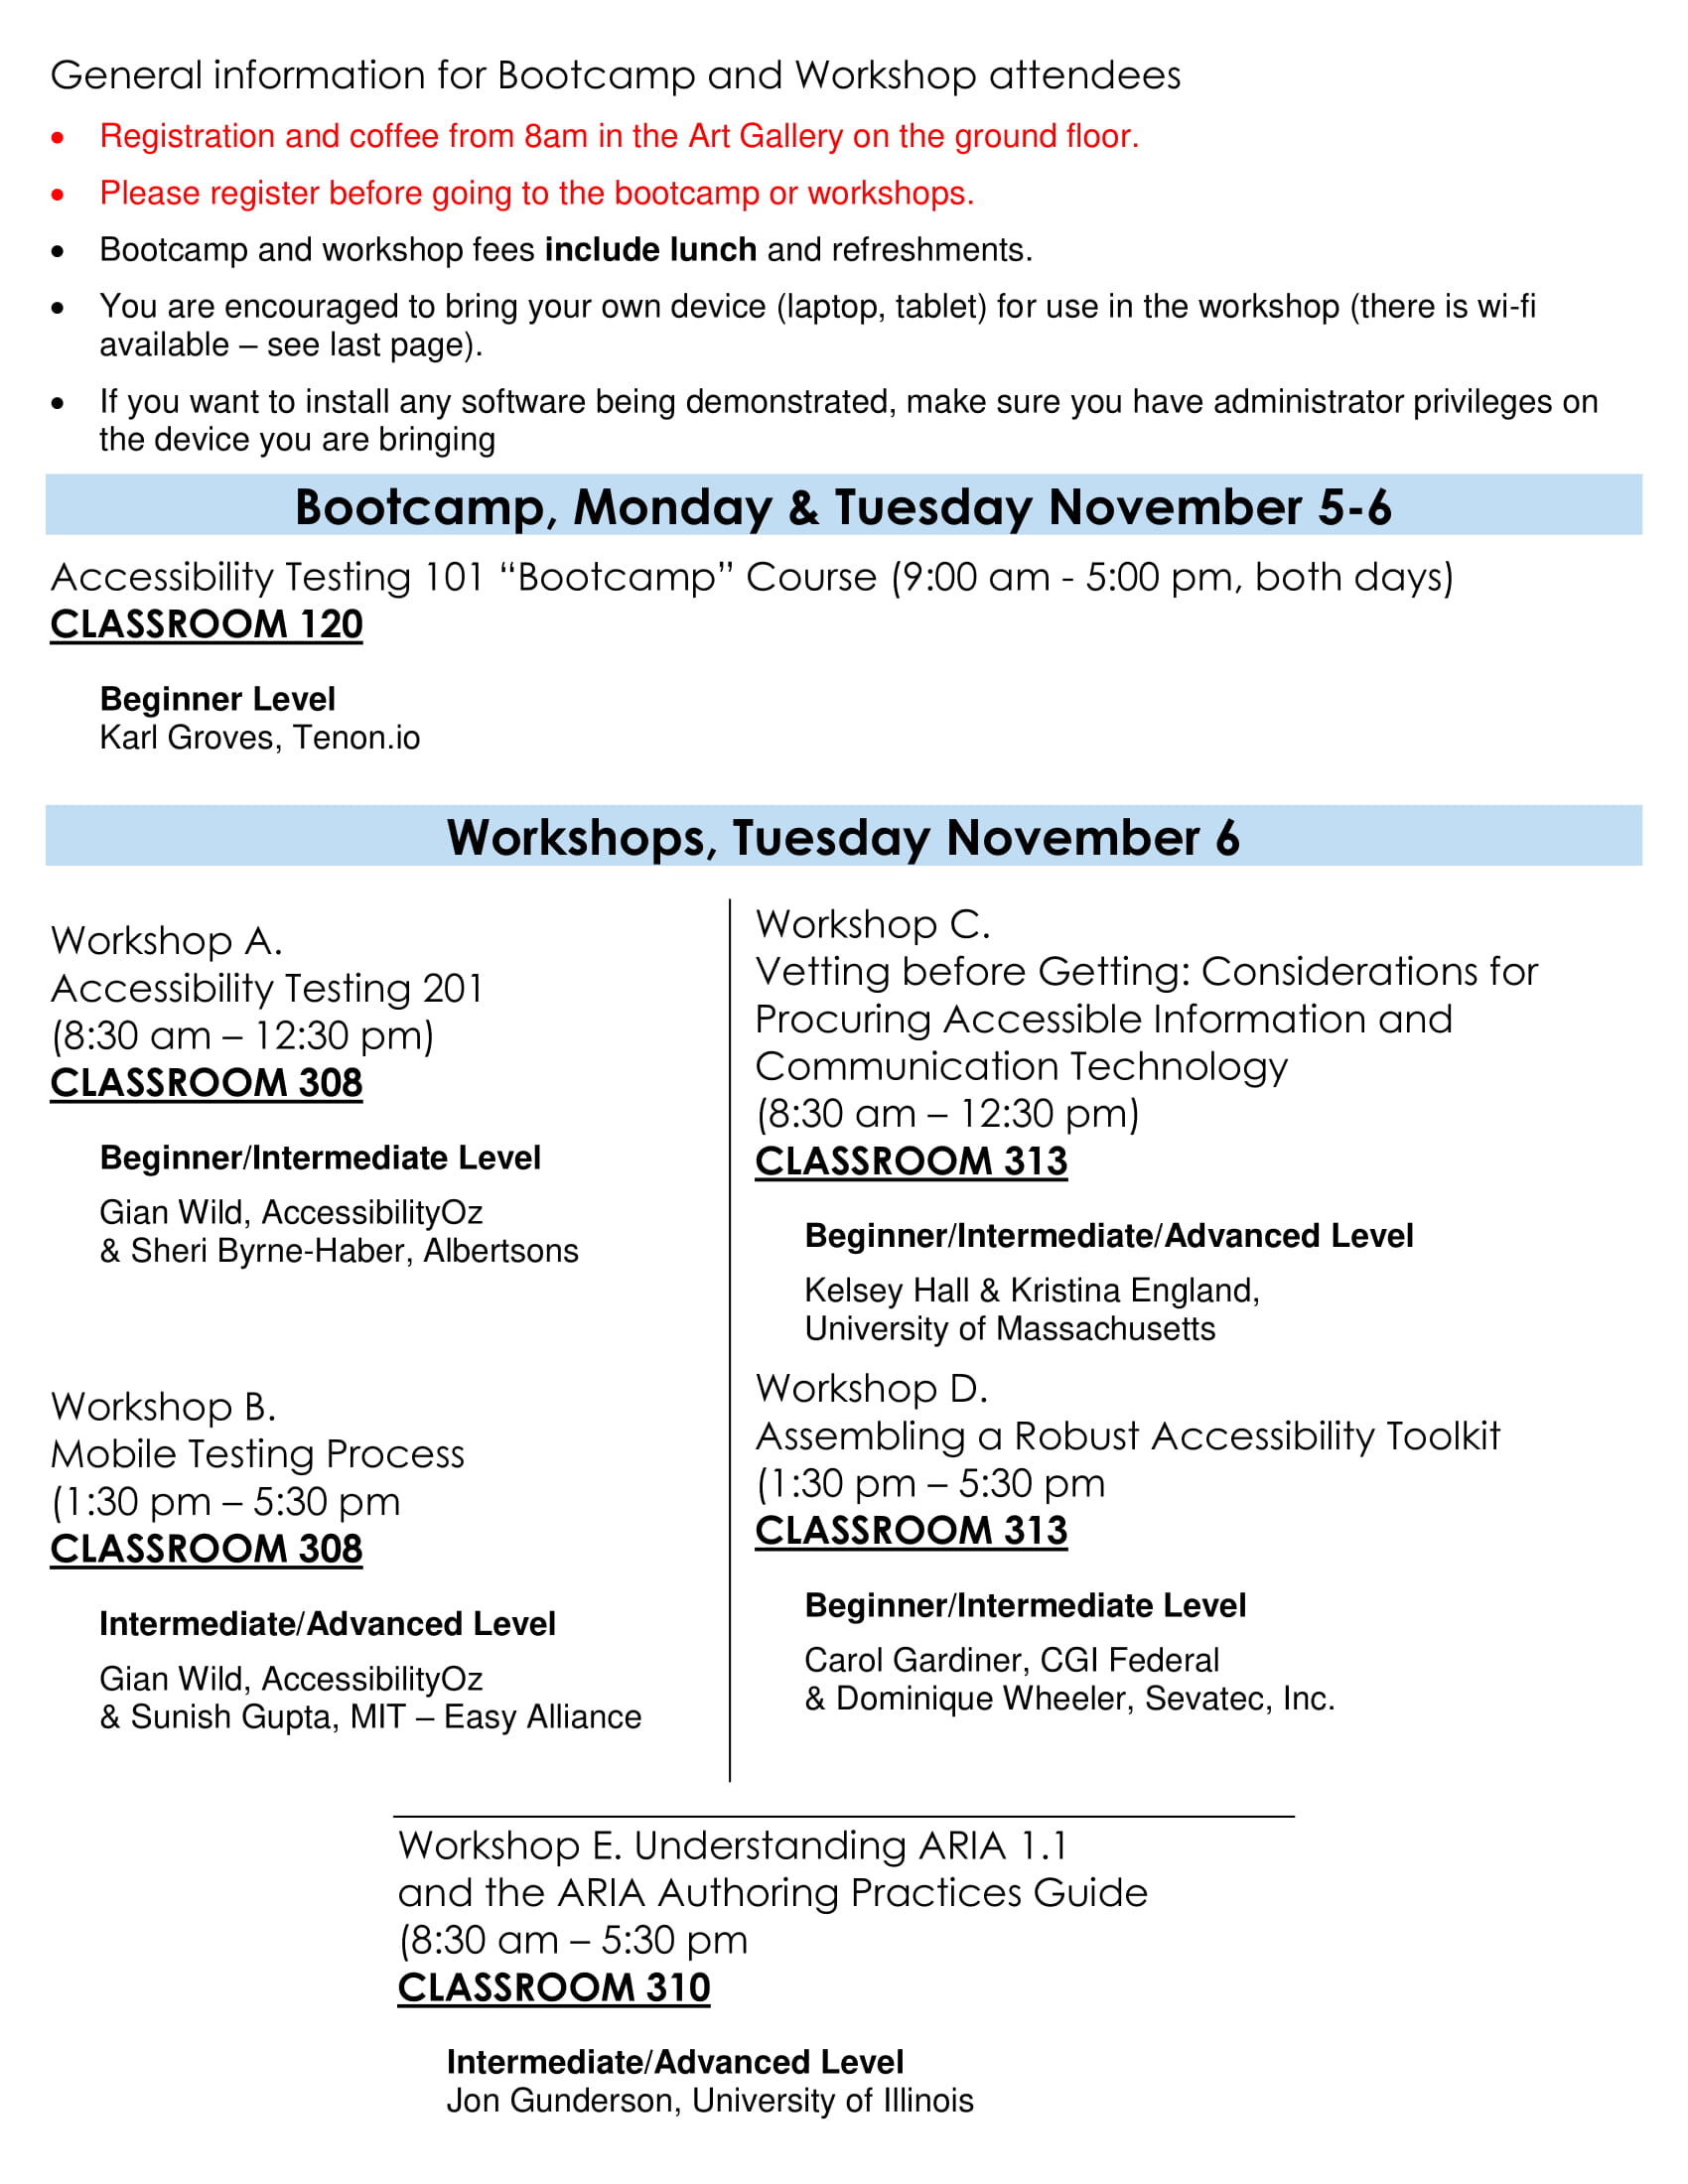 General information for Bootcamp and Workshop attendees
• Registration and coffee from 8am in the Art Gallery on the ground floor.
• Please register before going to the bootcamp or workshops.
• Bootcamp and workshop fees include lunch and refreshments.
• You are encouraged to bring your own device (laptop, tablet) for use in the workshop (there is wi-fi
available – see last page).
• If you want to install any software being demonstrated, make sure you have administrator privileges on
the device you are bringing
Bootcamp, Monday & Tuesday November 5-6
Accessibility Testing 101 “Bootcamp” Course (9:00 am - 5:00 pm, both days)
CLASSROOM 120
Beginner Level
Karl Groves, Tenon.io
Workshops, Tuesday November 6
Workshop A.
Accessibility Testing 201
(8:30 am – 12:30 pm)
CLASSROOM 308
Beginner/Intermediate Level
Gian Wild, AccessibilityOz
& Sheri Byrne-Haber, Albertsons
Workshop B.
Mobile Testing Process
(1:30 pm – 5:30 pm
CLASSROOM 308
Intermediate/Advanced Level
Gian Wild, AccessibilityOz
& Sunish Gupta, MIT – Easy Alliance
Workshop C.
Vetting before Getting: Considerations for
Procuring Accessible Information and
Communication Technology
(8:30 am – 12:30 pm)
CLASSROOM 313
Beginner/Intermediate/Advanced Level
Kelsey Hall & Kristina England,
University of Massachusetts
Workshop D.
Assembling a Robust Accessibility Toolkit
(1:30 pm – 5:30 pm
CLASSROOM 313
Beginner/Intermediate Level
Carol Gardiner, CGI Federal
& Dominique Wheeler, Sevatec, Inc.
Workshop E. Understanding ARIA 1.1
and the ARIA Authoring Practices Guide
(8:30 am – 5:30 pm
CLASSROOM 310
Intermediate/Advanced Level
Jon Gunderson, University of Illinois